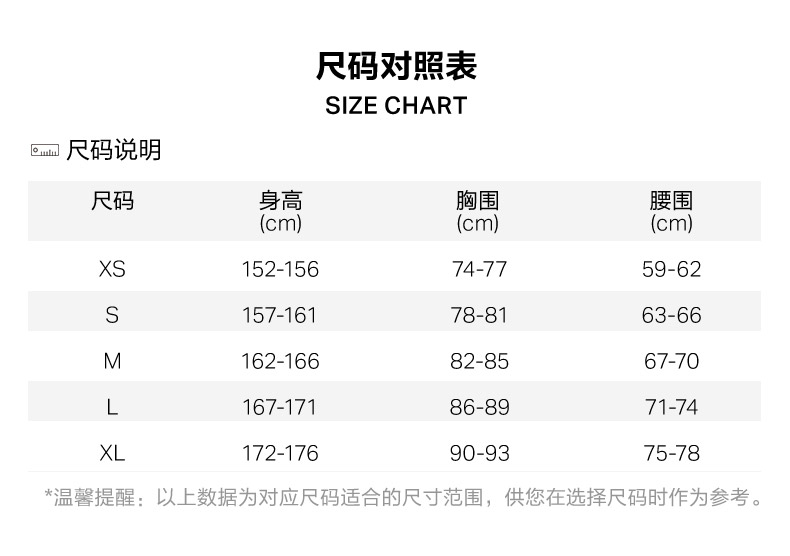 尺码对照表
SIZE CHART
尺码说明
尺码 身高 胸围 腰围
(cm) (cm) (cm)
XS 152-156 74-77 59-62
S 157-161 78-81 63-66
M 162-166 82-85 67-70
L 167-171 86-89 71-74
XL 172-176 90-93 75-78
*温馨提醒：以上数据为对应尺码适合的尺寸范围，供您在选择尺码时作为参考。